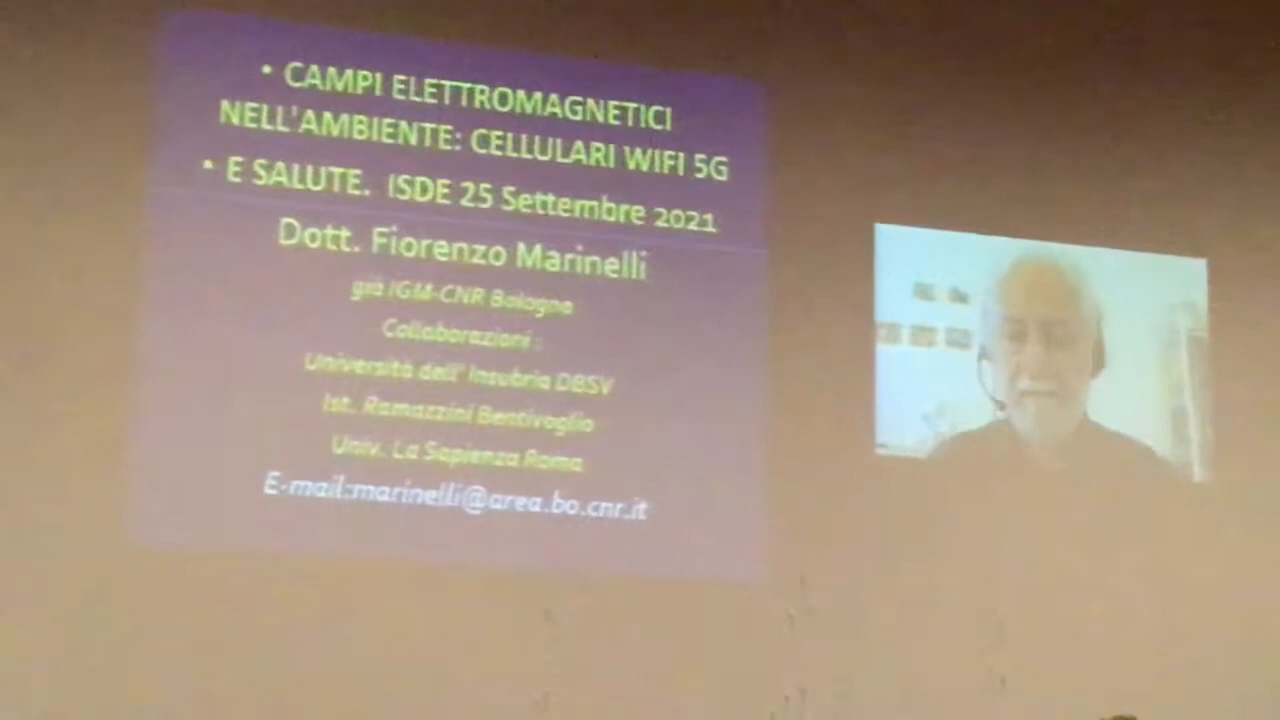 • CAMPI ELETTROMAGNETICI
NELL'AMBIENTE: CELLULARI WIFI 5G
• E SALUTE. ISDE 25 Settembre 2021
Dott. Fiorenzo Marinelli
già IGM-CNR Bologna
Collaborazioni :
Università dell' Insubria DBSV
Ist. Ramazzini Bentivoglio
Univ. La Sapienza Roma
E-mail:marinelli@area.bo.cnr.it